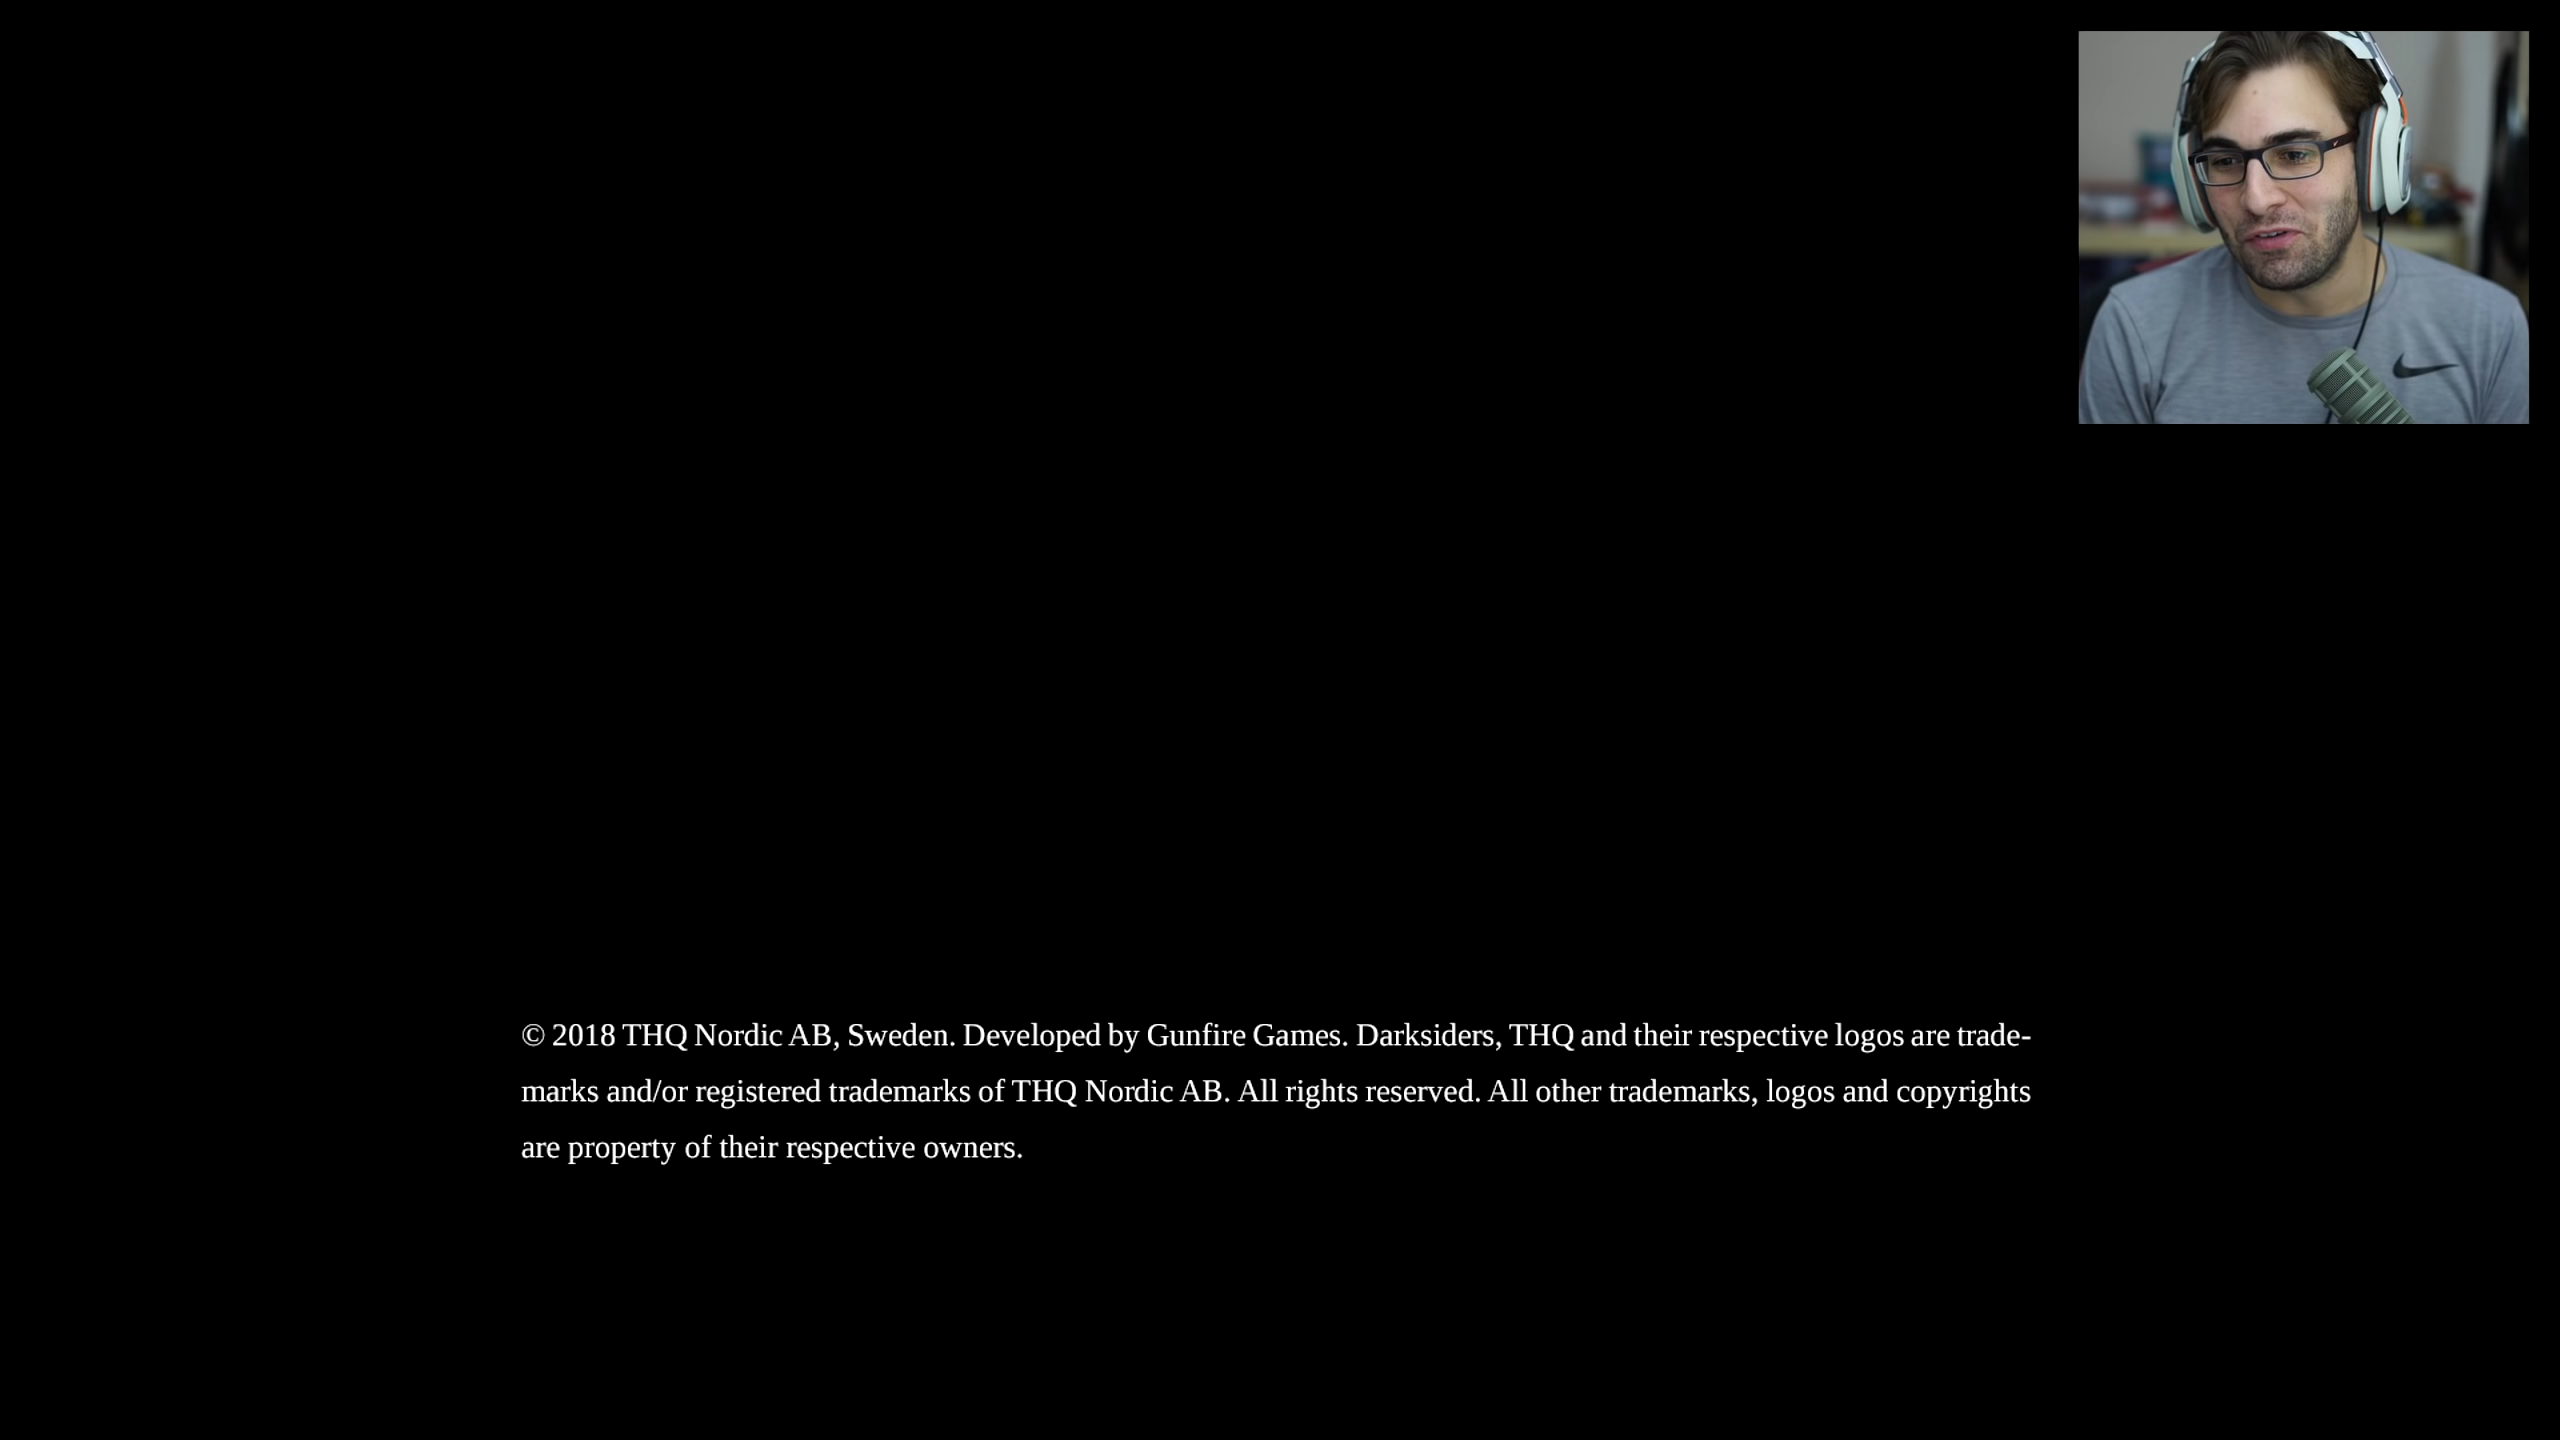 © 2018 THQ Nordic AB, Sweden. Developed by Gunfire Games. Darksiders, THQ and their respective logos are trade-
marks and/or registered trademarks of THQ Nordic AB. All rights reserved. All other trademarks, logos and copyrights
are property of their respective owners.